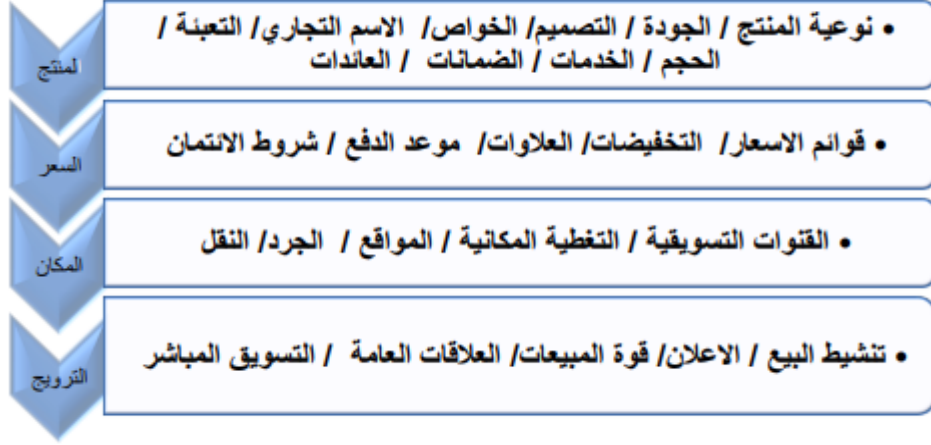 المنتج
• نوعية المنتج / الجودة / التصميم/ الخواص/ الاسم التجاري/ التعبئة /
الحجم / الخدمات / الضمانات / العائدات
السعر
• قوائم الاسعار/ التخفيضات/ العلاوات/ موعد الدفع / شروط الائتمان
المكان
• القنوات التسويقية / التغطية المكانية / المواقع / الجرد/ النقل
الترويج
• تنشيط البيع / الاعلان/ قوة المبيعات/ العلاقات العامة / التسويق المباشر